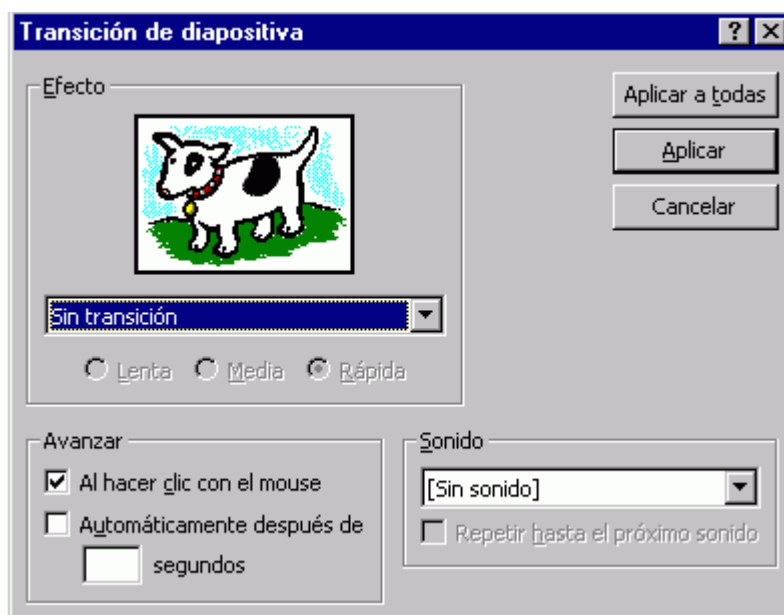 Transición de diapositiva
Efecto
Aplicar a todas
Aplicar
Cancelar
Sin transición
Lenta Media Rápida
Avanzar
Al hacer clic con el mouse
Automáticamente después de
segundos
Sonido
[Sin sonido]
Repetir hasta el próximo sonido